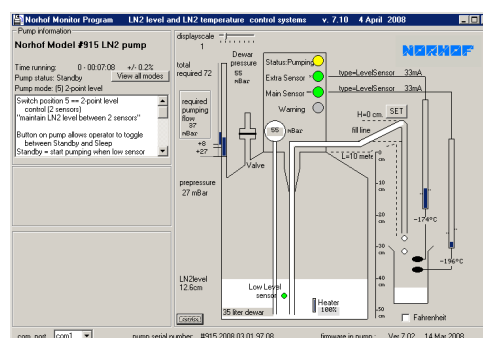 Norhof Monitor Program LN2 level and LN2 temperature control systems v. 7.10 4 April 2008
Pump information
Norhof Model #915 LN2 pump
Time running: 0 - 00:07:08 +/- 0.2%
Pump status: Standby
View all modes
Pump mode: (5) 2-point level
Switch position 5 == 2-point level
control (2 sensors)
"maintain LN2 level between 2 sensors"
Button on pump allows operator to toggle
between Standby and Sleep
Standby = start pumping when low sensor
displayscale
1
total
required 72
required
pumping
flow
37
mBar
+8
+27
prepressure
27 mBar
LN2level
12.6cm
service
Dewar
pressure
55
mBar
Status:Pumping
Extra Sensor
Main Sensor
Warning
55 mBar
Valve
NORHOF
type=LevelSensor 33mA
type=LevelSensor 33mA
H=0 cm.
SET
fill line
L=10 mete
0
cm
-10
-20
-30
cm
-40
-50
cm
-174°C
-196°C
Low Level
sensor
Heater
100%
35 liter dewar
Fahrenheit
com. port com1
pump serial number: #915 2008.03.01 97.08
firmware in pump : Ver 7.02 14 Mar 2008